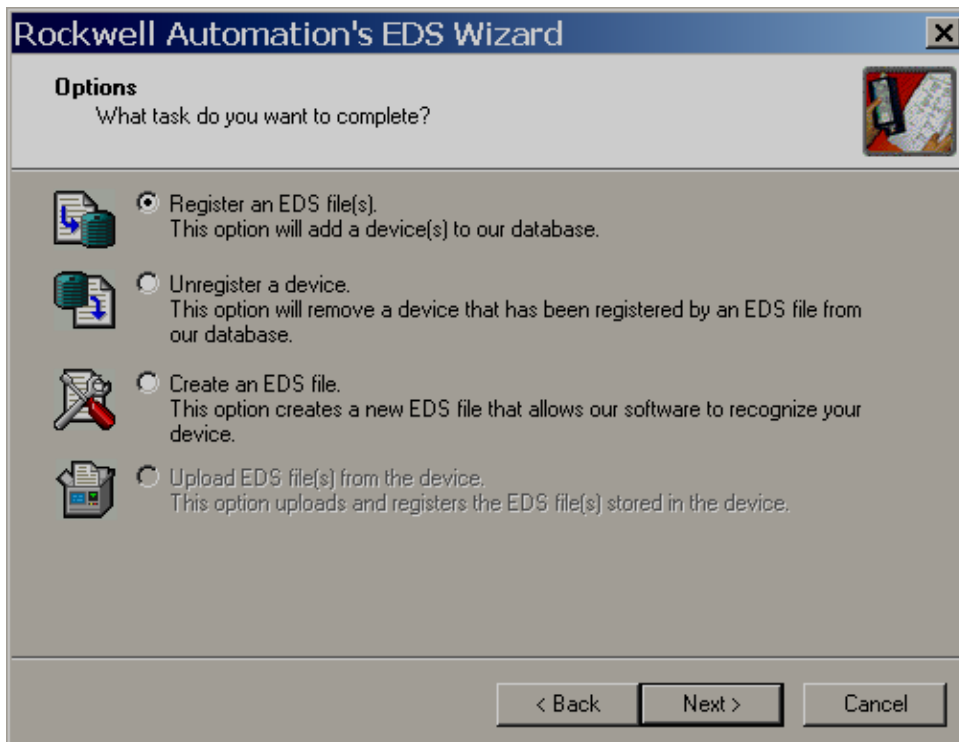 Rockwell Automation's EDS Wizard
Options
What task do you want to complete?
Register an EDS file(s).
This option will add a device(s) to our database.
Unregister a device.
This option will remove a device that has been registered by an EDS file from
our database.
Create an EDS file.
This option creates a new EDS file that allows our software to recognize your
device.
Upload EDS file(s) from the device.
This option uploads and registers the EDS file(s) stored in the device.
< Back
Next >
Cancel